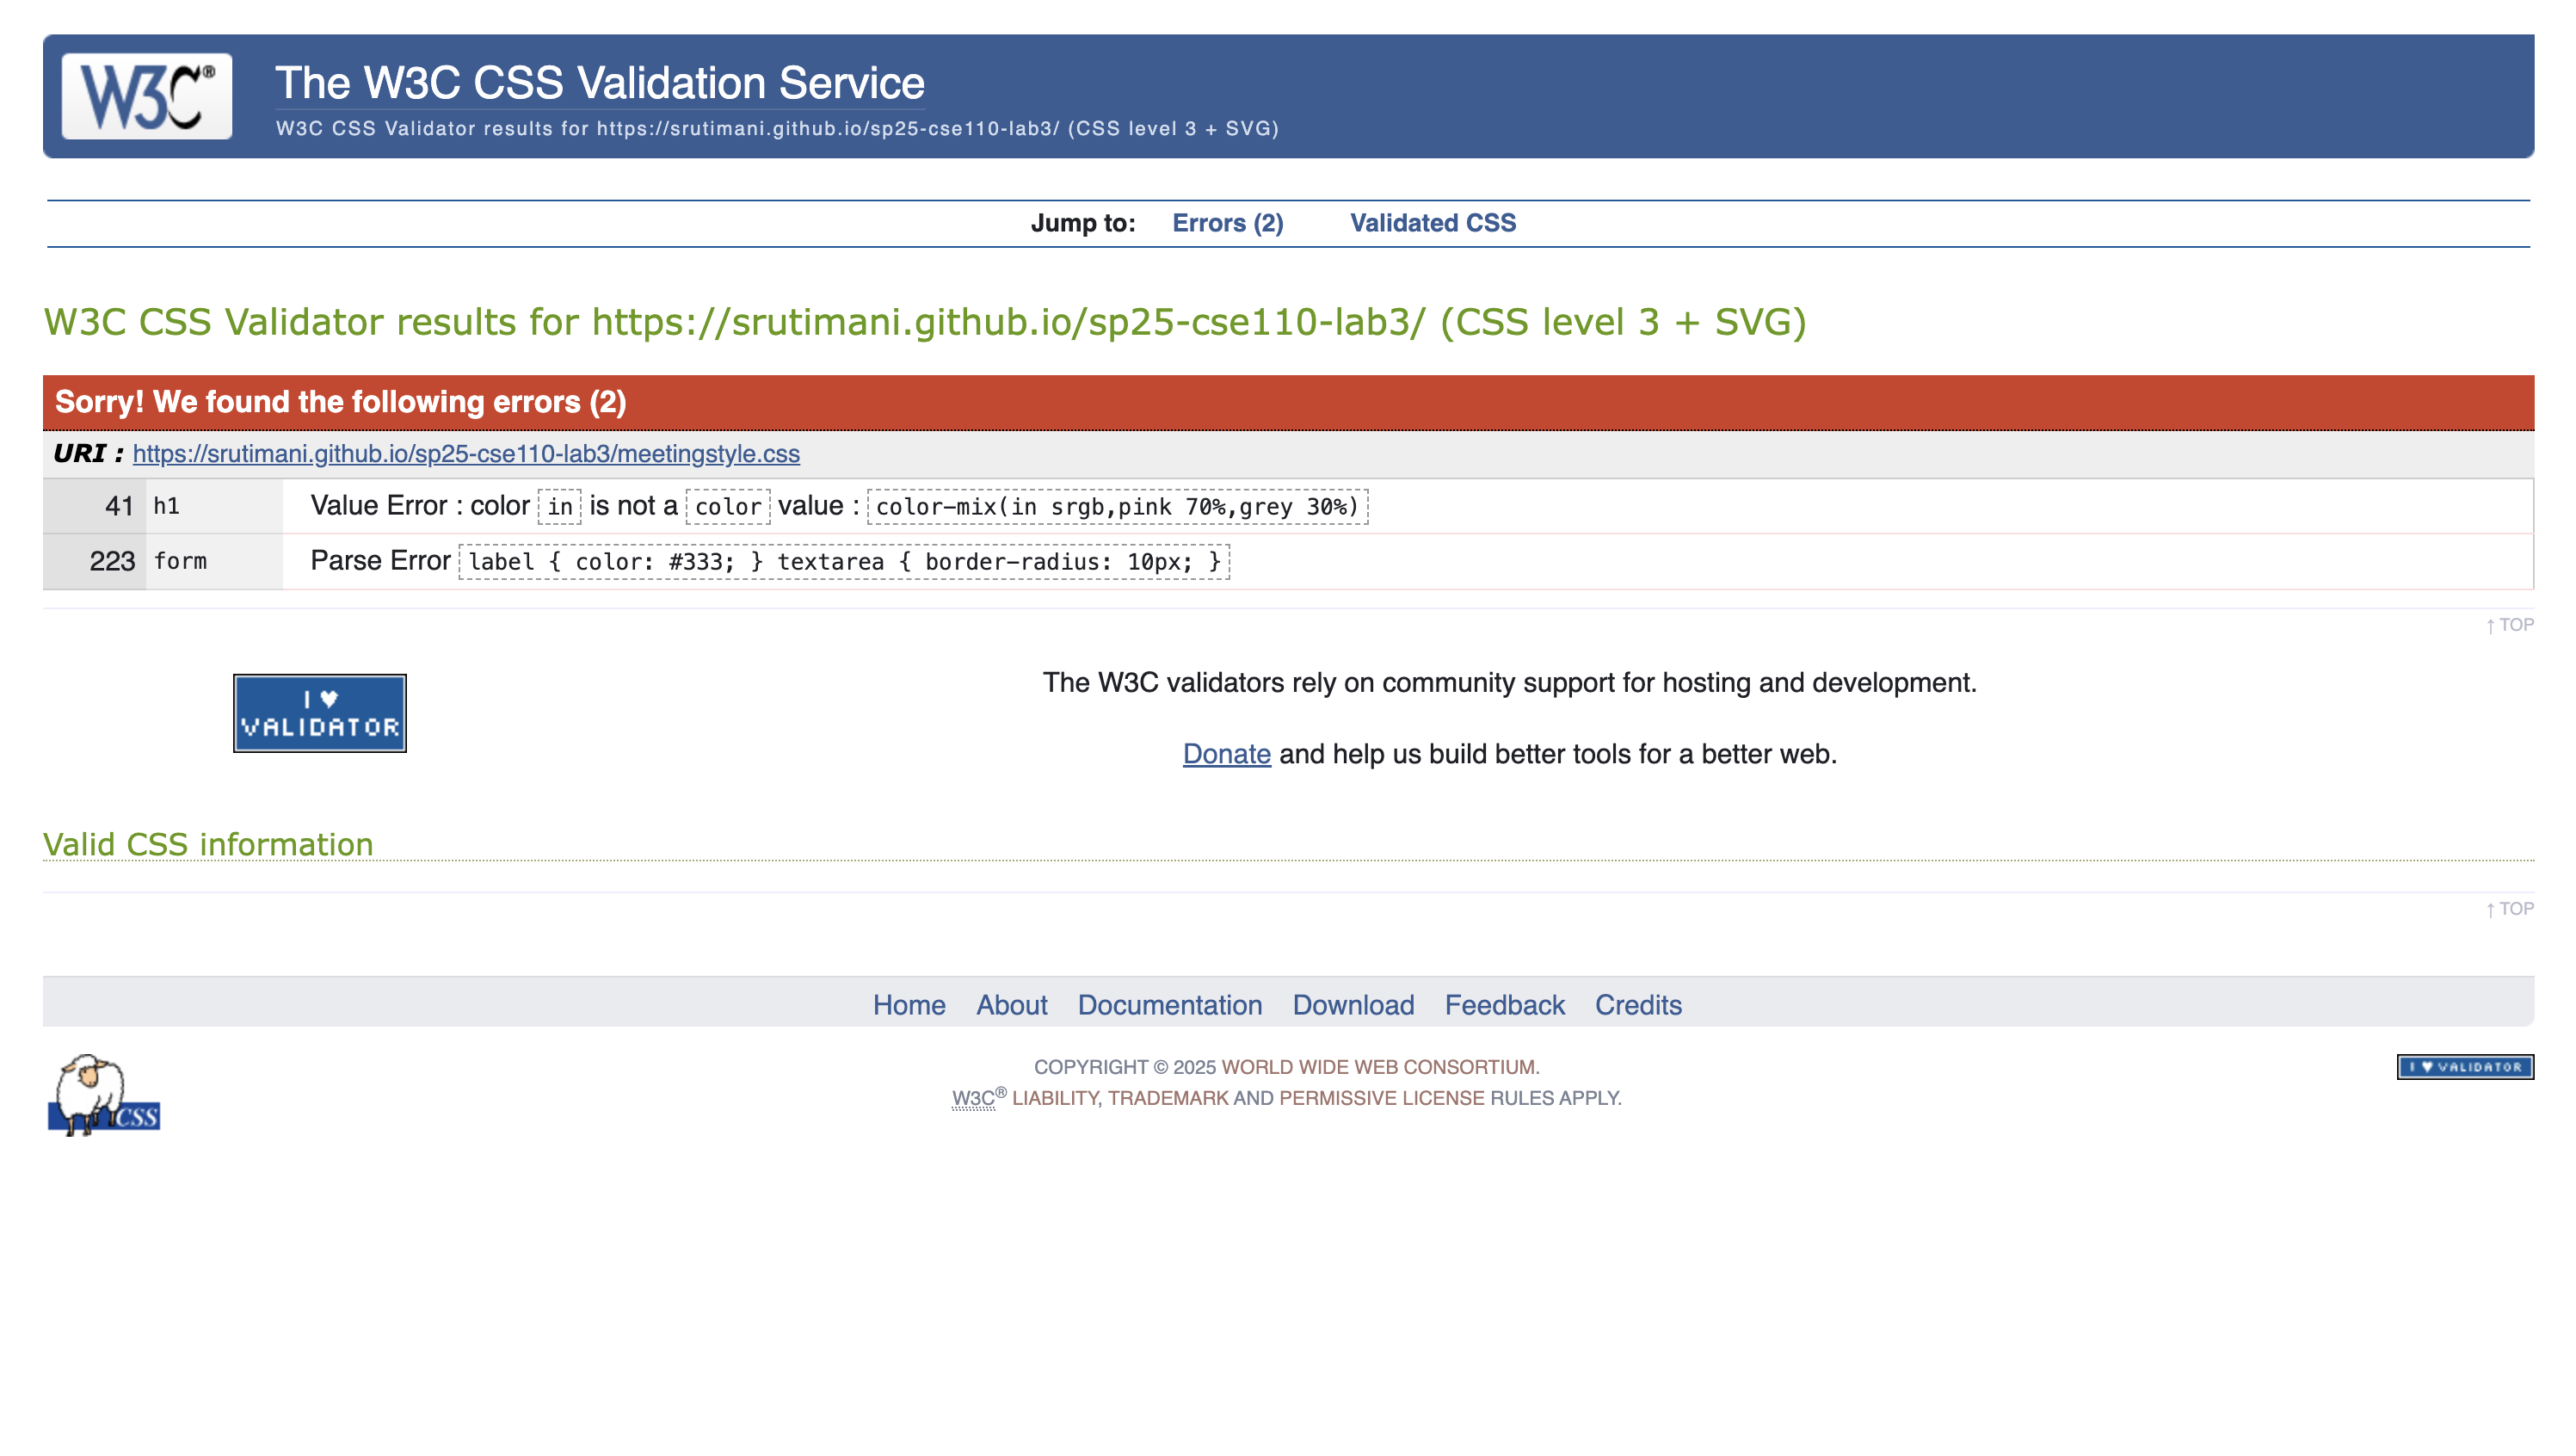 W3C®
The W3C CSS Validation Service
W3C CSS Validator results for https://srutimani.github.io/sp25-cse110-lab3/ (CSS level 3 + SVG)
Jump to: Errors (2) Validated CSS
W3C CSS Validator results for https://srutimani.github.io/sp25-cse110-lab3/ (CSS level 3 + SVG)
Sorry! We found the following errors (2)
URI : https://srutimani.github.io/sp25-cse110-lab3/meetingstyle.css
41 h1 Value Error : color in is not a color value : color-mix(in srgb,pink 70%,grey 30%)
223 form Parse Error label { color: #333; } textarea { border-radius: 10px; }
↑ TOP
I ♥
VALIDATOR
The W3C validators rely on community support for hosting and development.
Donate and help us build better tools for a better web.
Valid CSS information
↑ TOP
Home About Documentation Download Feedback Credits
CSS
COPYRIGHT © 2025 WORLD WIDE WEB CONSORTIUM.
W3C® LIABILITY, TRADEMARK AND PERMISSIVE LICENSE RULES APPLY.
I ♥ VALIDATOR